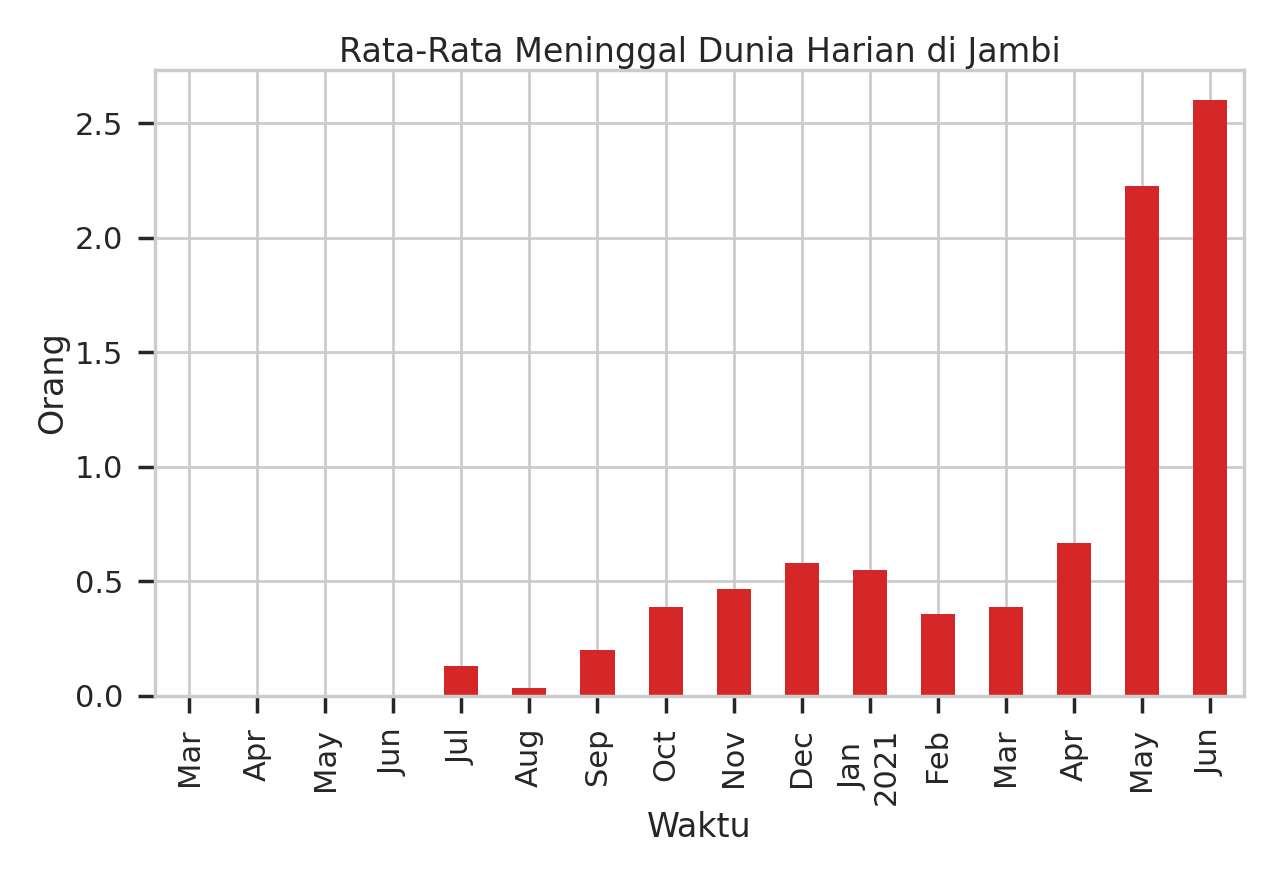 Rata-Rata Meninggal Dunia Harian di Jambi
Orang
2.5
2.0
1.5
1.0
0.5
0.0
Mar
Apr
May
Jun
Jul
Aug
Sep
Oct
Nov
Dec
Jan
2021
Feb
Mar
Apr
May
Jun
Waktu